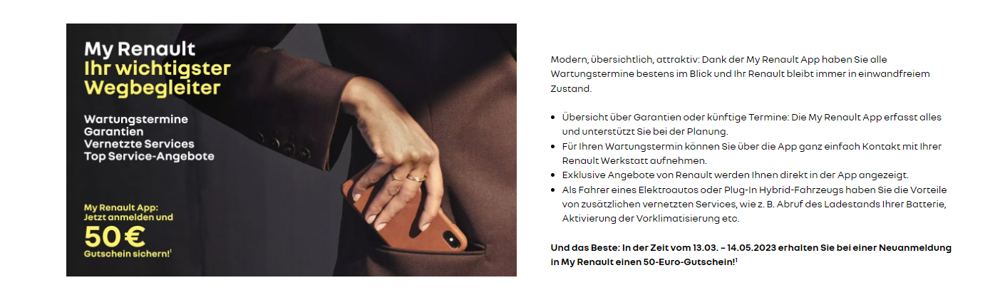 My Renault
Ihr wichtigster
Wegbegleiter
Wartungstermine
Garantien
Vernetzte Services
Top Service-Angebote
My Renault App:
Jetzt anmelden und
50 €
Gutschein sichern!¹
Modern, übersichtlich, attraktiv: Dank der My Renault App haben Sie alle
Wartungstermine bestens im Blick und Ihr Renault bleibt immer in einwandfreiem
Zustand.
• Übersicht über Garantien oder künftige Termine: Die My Renault App erfasst alles
und unterstützt Sie bei der Planung.
• Für Ihren Wartungstermin können Sie über die App ganz einfach Kontakt mit Ihrer
Renault Werkstatt aufnehmen.
• Exklusive Angebote von Renault werden Ihnen direkt in der App angezeigt.
• Als Fahrer eines Elektroautos oder Plug-In Hybrid-Fahrzeugs haben Sie die Vorteile
von zusätzlichen vernetzten Services, wie z. B. Abruf des Ladestands Ihrer Batterie,
Aktivierung der Vorklimatisierung etc.
Und das Beste: In der Zeit vom 13.03. – 14.05.2023 erhalten Sie bei einer Neuanmeldung
in My Renault einen 50-Euro-Gutschein!¹